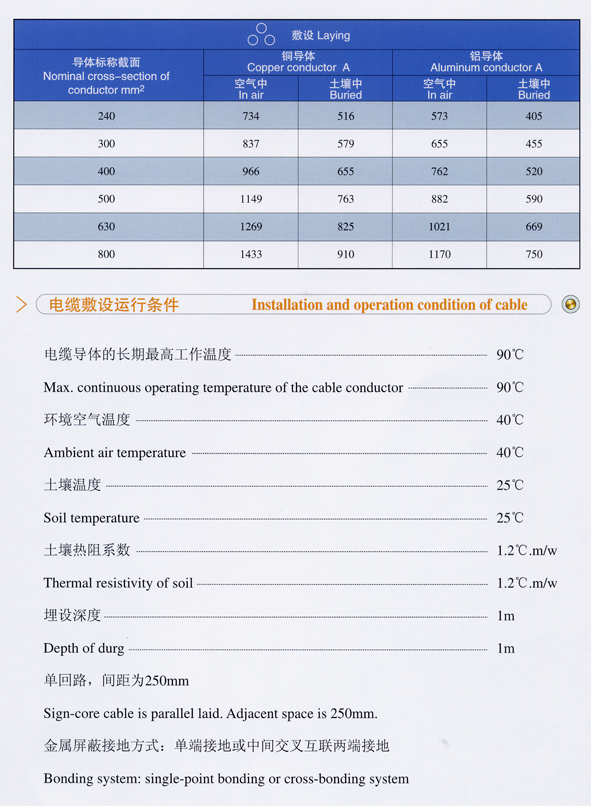 敷设 Laying
导体标称截面
Nominal cross-section of
conductor mm²
铜导体
Copper conductor A
铝导体
Aluminum conductor A
空气中
In air
土壤中
Buried
空气中
In air
土壤中
Buried
240 734 516 573 405
300 837 579 655 455
400 966 655 762 520
500 1149 763 882 590
630 1269 825 1021 669
800 1433 910 1170 750
电缆敷设运行条件 Installation and operation condition of cable
电缆导体的长期最高工作温度 90℃
Max. continuous operating temperature of the cable conductor 90℃
环境空气温度 40℃
Ambient air temperature 40℃
土壤温度 25℃
Soil temperature 25℃
土壤热阻系数 1.2℃.m/w
Thermal resistivity of soil 1.2℃.m/w
埋设深度 1m
Depth of durg 1m
单回路，间距为250mm
Sign-core cable is parallel laid. Adjacent space is 250mm.
金属屏蔽接地方式：单端接地或中间交叉互联两端接地
Bonding system: single-point bonding or cross-bonding system